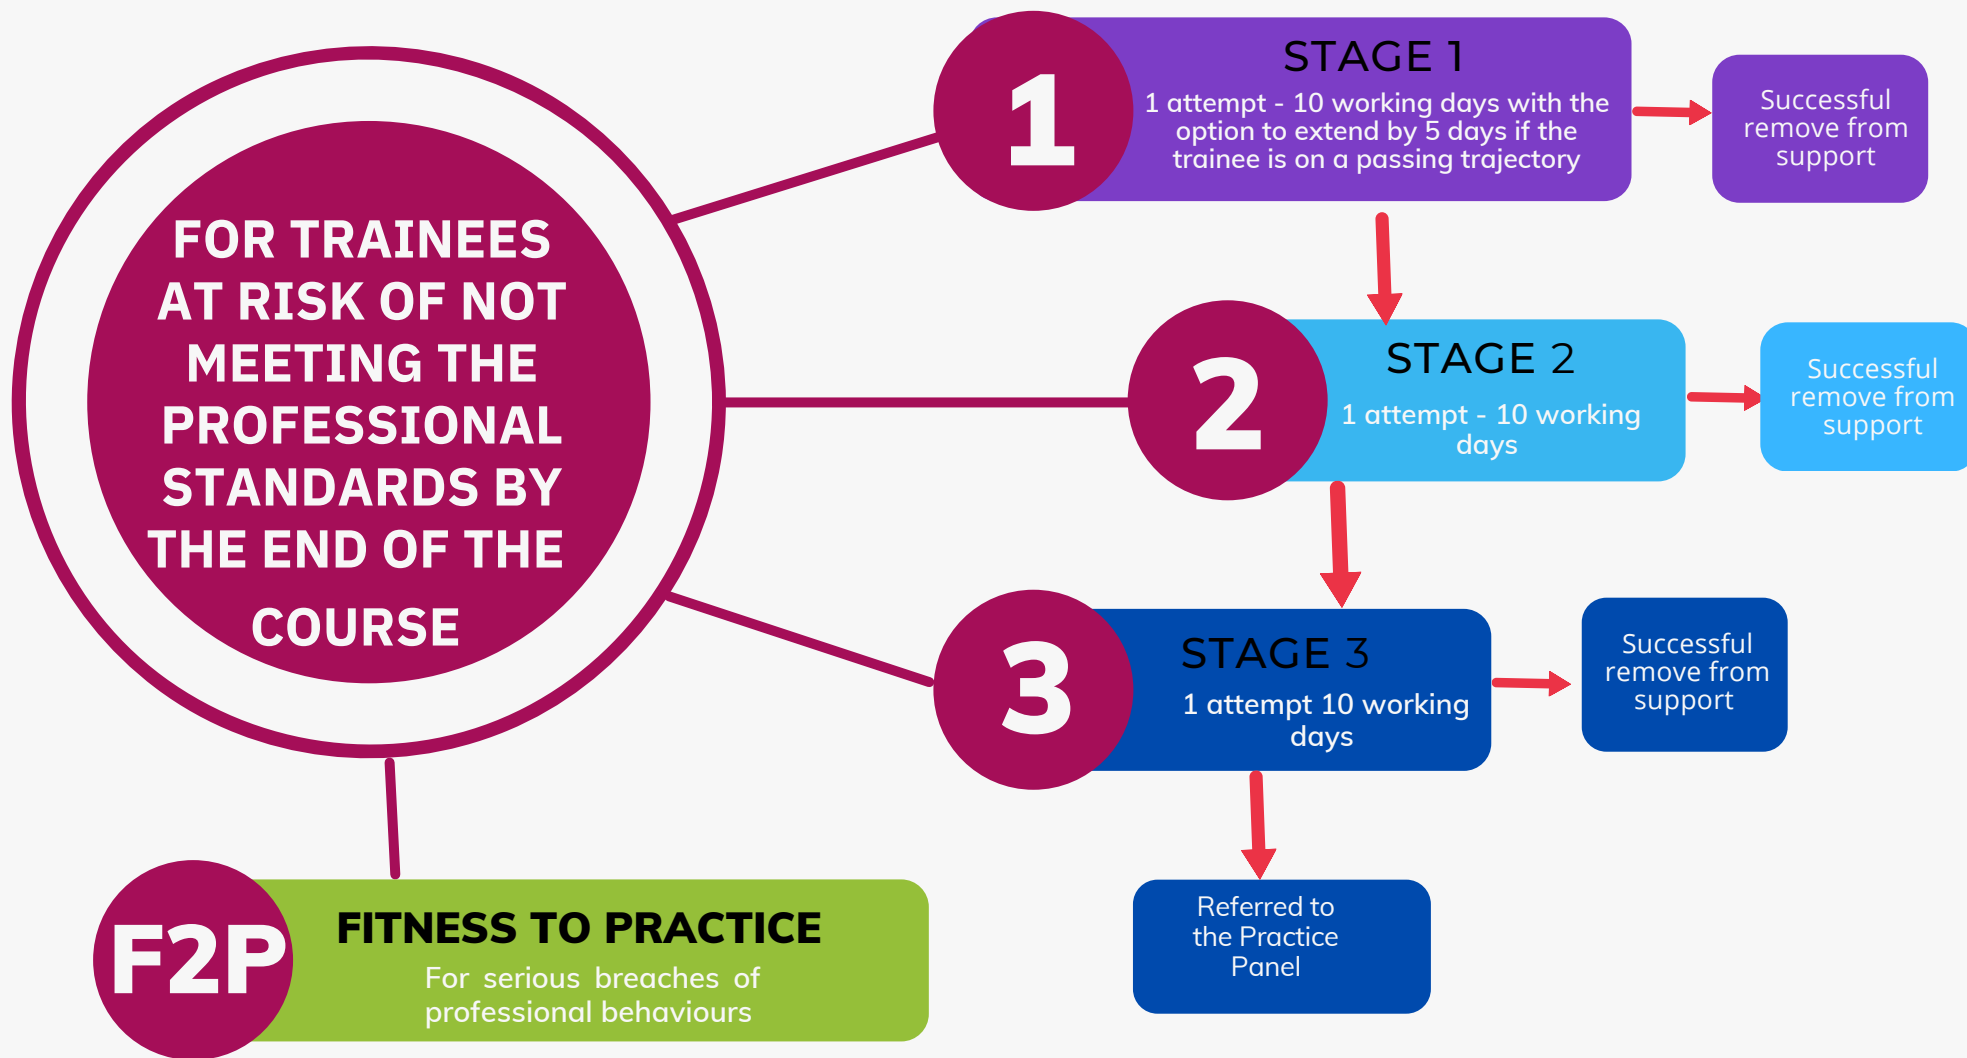 FOR TRAINEES
AT RISK OF NOT
MEETING THE
PROFESSIONAL
STANDARDS BY
THE END OF THE
COURSE
1
STAGE 1
1 attempt - 10 working days with the
option to extend by 5 days if the
trainee is on a passing trajectory
Successful
remove from
support
2
STAGE 2
1 attempt - 10 working
days
Successful
remove from
support
3
STAGE 3
1 attempt 10 working
days
Successful
remove from
support
Referred to
the Practice
Panel
F2P
FITNESS TO PRACTICE
For serious breaches of
professional behaviours